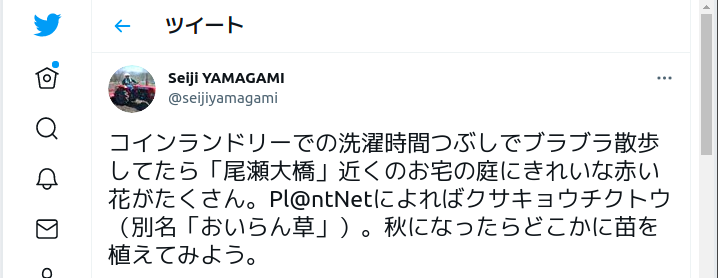 ツイート
Seiji YAMAGAMI
@seijiyamagami
コインランドリーでの洗濯時間つぶしでブラブラ散歩
してたら「尾瀬大橋」近くのお宅の庭にきれいな赤い
花がたくさん。Pl@ntNetによればクサキョウチクトウ
（別名「おいらん草」）。秋になったらどこかに苗を
植えてみよう。